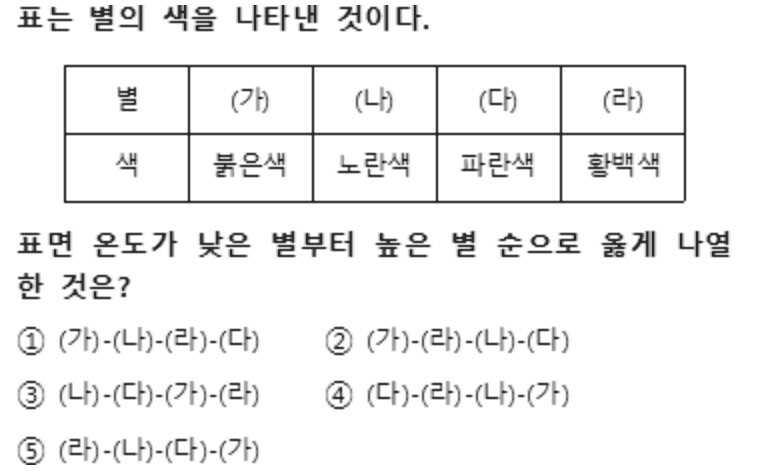 표는 별의 색을 나타낸 것이다.
별 (가) (나) (다) (라)
색 붉은색 노란색 파란색 황백색
표면 온도가 낮은 별부터 높은 별 순으로 옳게 나열
한 것은?
① (가)-(나)-(라)-(다) ② (가)-(라)-(나)-(다)
③ (나)-(다)-(가)-(라) ④ (다)-(라)-(나)-(가)
⑤ (라)-(나)-(다)-(가)